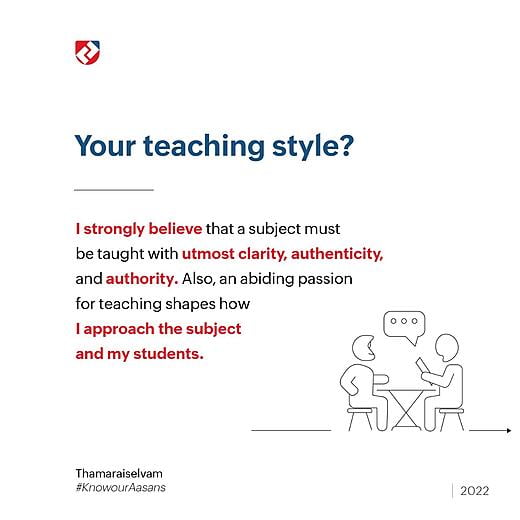 Your teaching style?
I strongly believe that a subject must
be taught with utmost clarity, authenticity,
and authority. Also, an abiding passion
for teaching shapes how
I approach the subject
and my students.
Thamaraiselvam
#KnowourAasans
2022